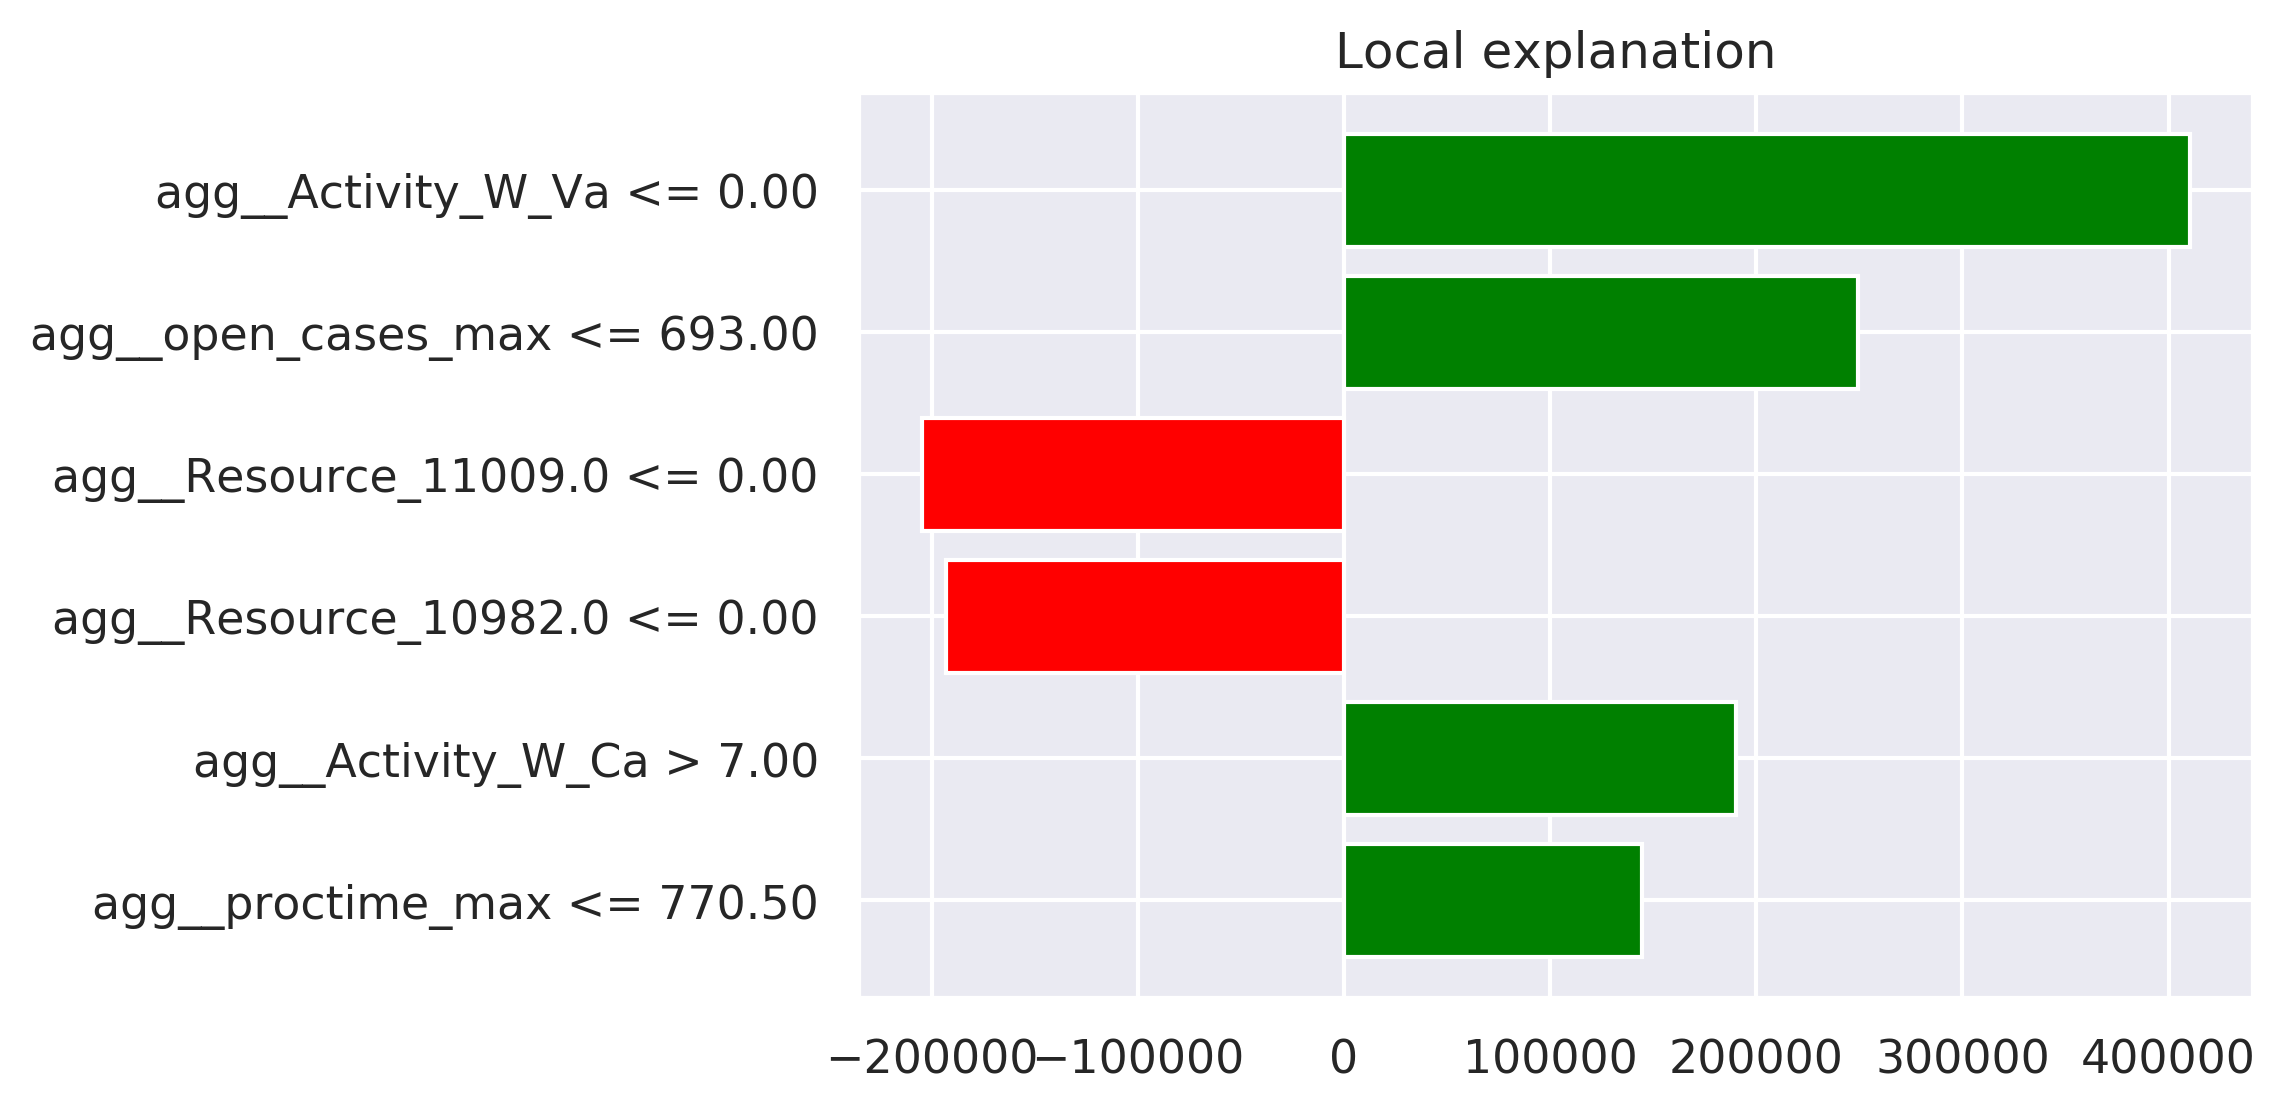 Local explanation
agg__Activity_W_Va <= 0.00
agg__open_cases_max <= 693.00
agg__Resource_11009.0 <= 0.00
agg__Resource_10982.0 <= 0.00
agg__Activity_W_Ca > 7.00
agg__proctime_max <= 770.50
−200000 −100000 0 100000 200000 300000 400000